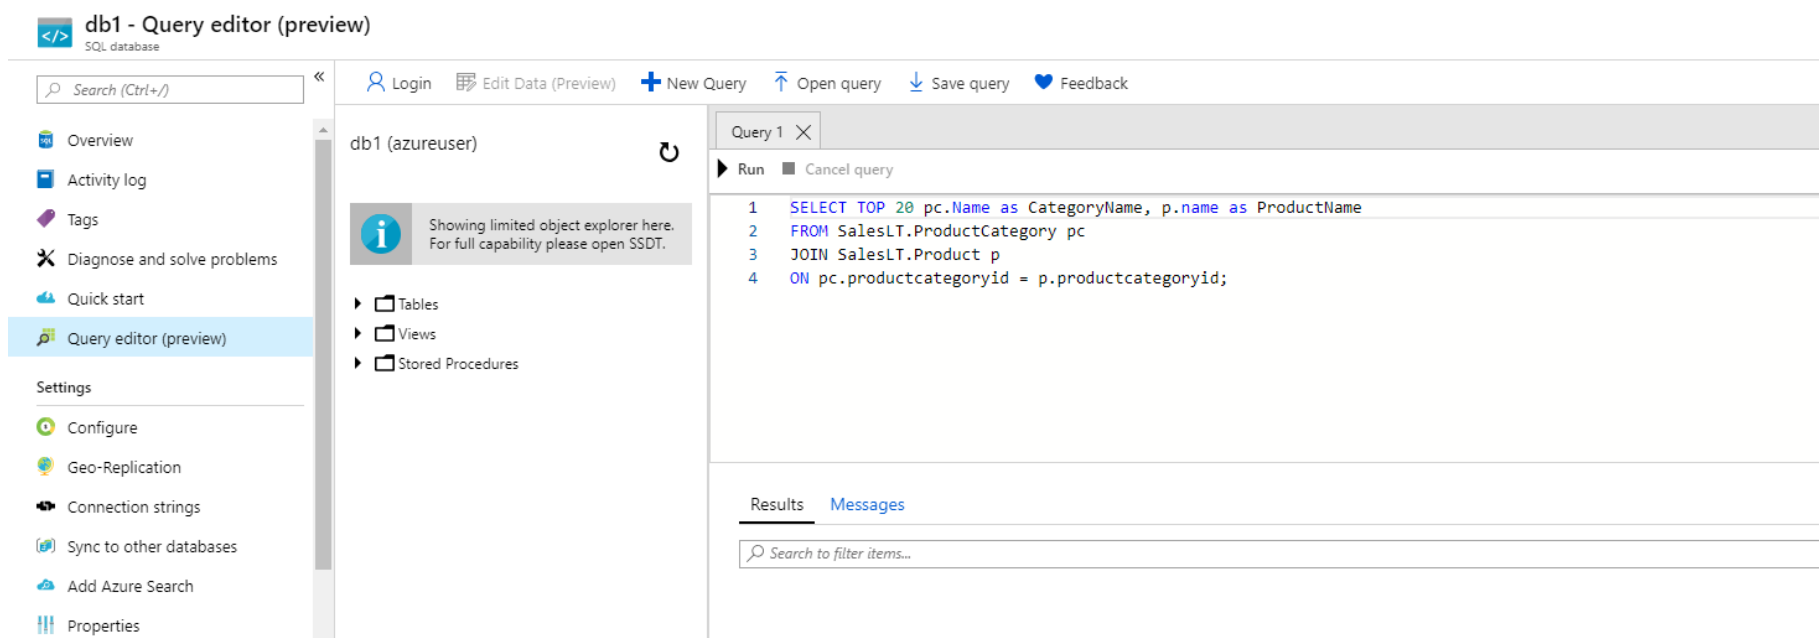 db1 - Query editor (preview)
SQL database
Search (Ctrl+/)
«
Overview
Activity log
Tags
Diagnose and solve problems
Quick start
Query editor (preview)
Settings
Configure
Geo-Replication
Connection strings
Sync to other databases
Add Azure Search
Properties
Login
Edit Data (Preview)
New Query
Open query
Save query
Feedback
db1 (azureuser)
Showing limited object explorer here.
For full capability please open SSDT.
Tables
Views
Stored Procedures
Query 1
Run
Cancel query
1 SELECT TOP 20 pc.Name as CategoryName, p.name as ProductName
2 FROM SalesLT.ProductCategory pc
3 JOIN SalesLT.Product p
4 ON pc.productcategoryid = p.productcategoryid;
Results
Messages
Search to filter items...